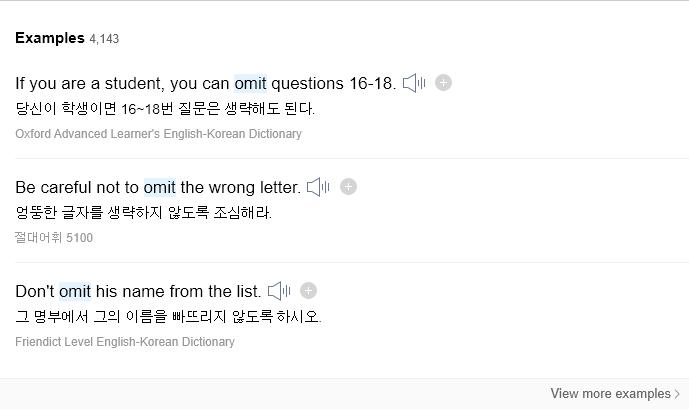 Examples 4,143
If you are a student, you can omit questions 16-18.
당신이 학생이면 16~18번 질문은 생략해도 된다.
Oxford Advanced Learner's English-Korean Dictionary
Be careful not to omit the wrong letter.
엉뚱한 글자를 생략하지 않도록 조심해라.
절대어휘 5100
Don't omit his name from the list.
그 명부에서 그의 이름을 빠뜨리지 않도록 하시오.
Friendict Level English-Korean Dictionary
View more examples